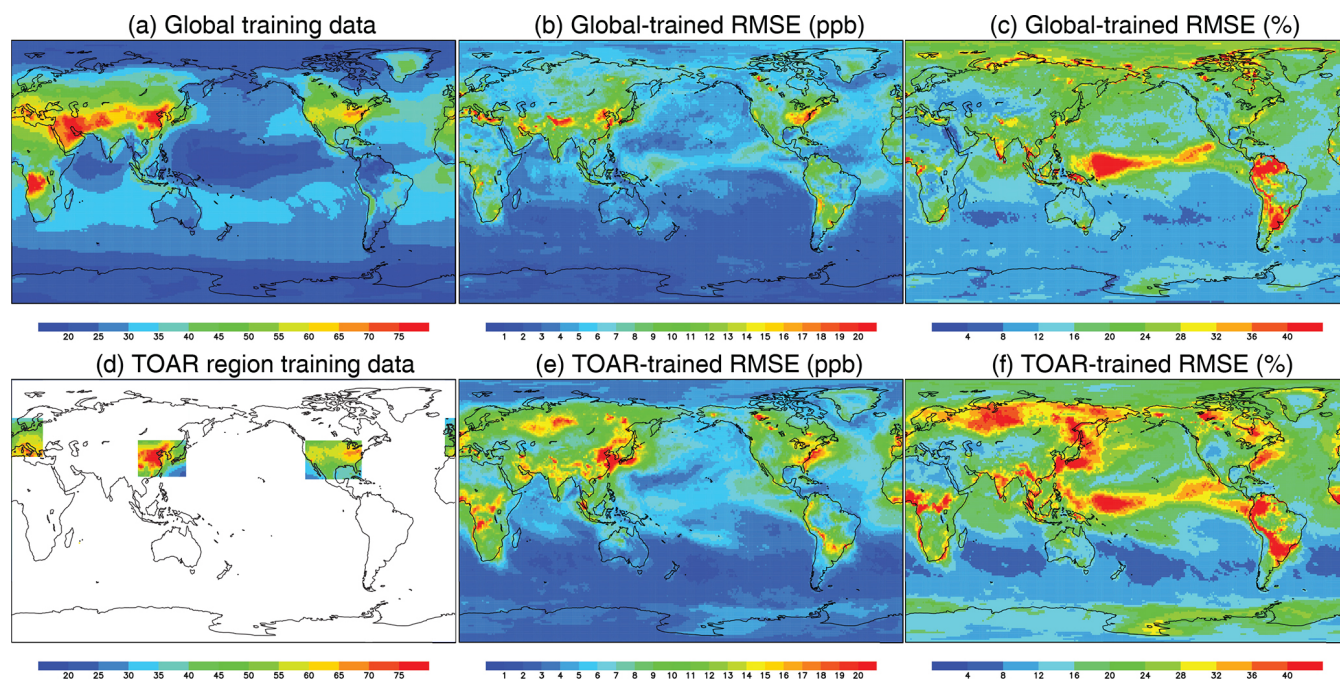 (a) Global training data
(b) Global-trained RMSE (ppb)
(c) Global-trained RMSE (%)
20 25 30 35 40 45 50 55 60 65 70 75
1 2 3 4 5 6 7 8 9 10 11 12 13 14 15 16 17 18 19 20
4 8 12 16 20 24 28 32 36 40
(d) TOAR region training data
(e) TOAR-trained RMSE (ppb)
(f) TOAR-trained RMSE (%)
20 25 30 35 40 45 50 55 60 65 70 75
1 2 3 4 5 6 7 8 9 10 11 12 13 14 15 16 17 18 19 20
4 8 12 16 20 24 28 32 36 40